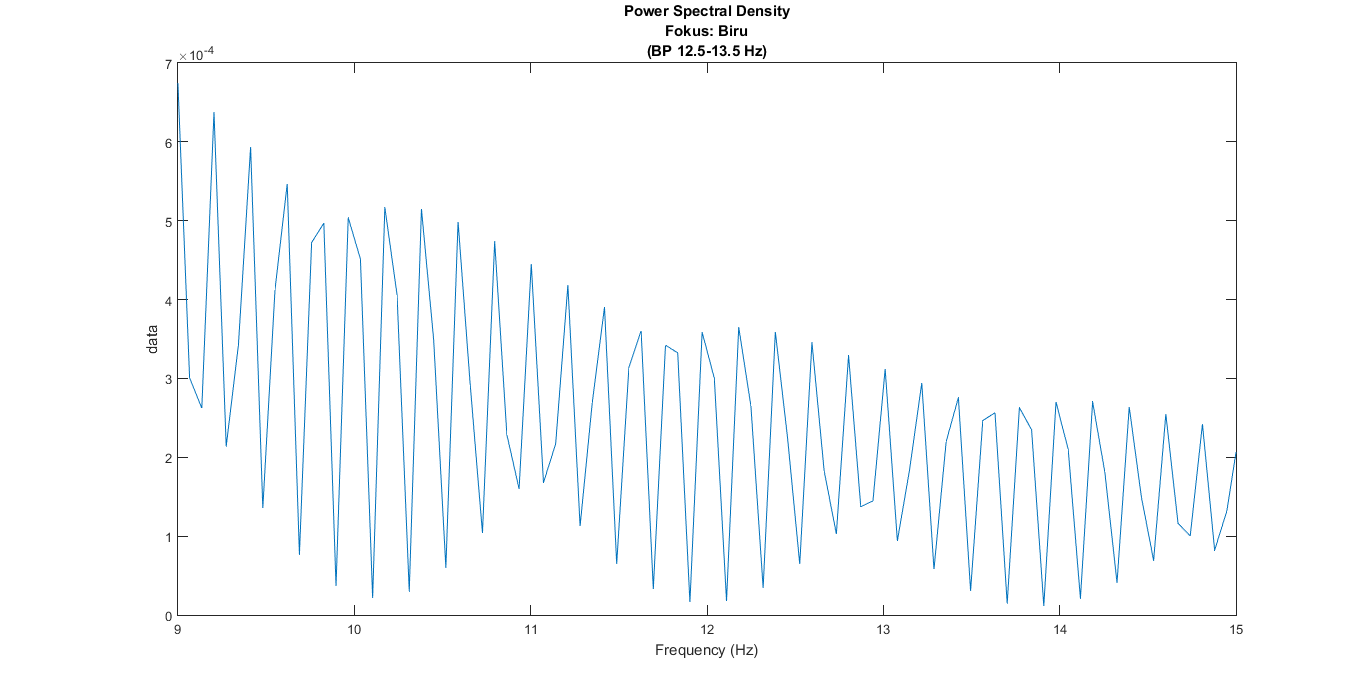 Power Spectral Density
Fokus: Biru
(BP 12.5-13.5 Hz)
×10^-4
7
6
5
4
3
2
1
0
data
9 10 11 12 13 14 15
Frequency (Hz)